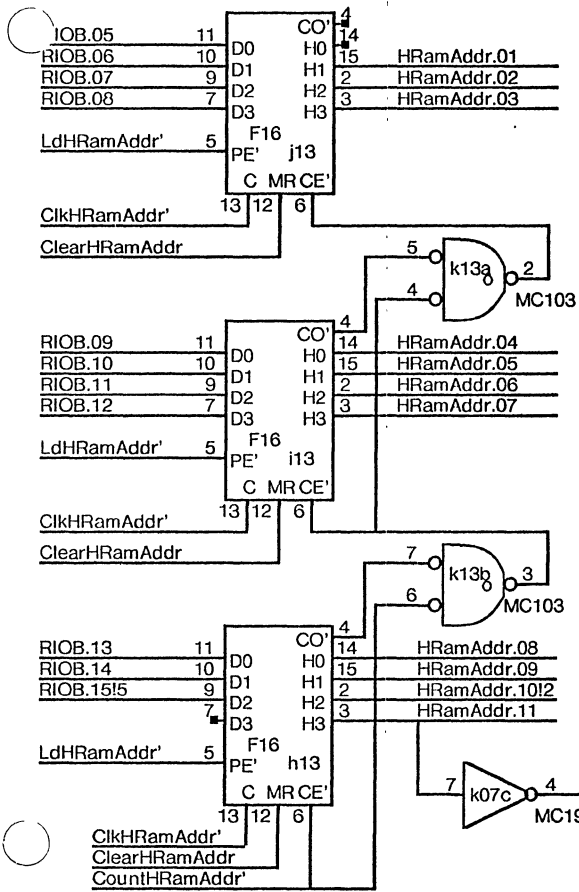 CO' 4
IOB.05 11 D0 H0 14
RIOB.06 10 D1 H1 15 HRamAddr.01
RIOB.07 9 D2 H2 2 HRamAddr.02
RIOB.08 7 D3 H3 3 HRamAddr.03
F16
LdHRamAddr' 5 PE' j13
C MR CE'
13 12 6
ClkHRamAddr'
ClearHRamAddr
5 k13a 2
4 MC103
CO' 4
RIOB.09 11 D0 H0 14 HRamAddr.04
RIOB.10 10 D1 H1 15 HRamAddr.05
RIOB.11 9 D2 H2 2 HRamAddr.06
RIOB.12 7 D3 H3 3 HRamAddr.07
F16
LdHRamAddr' 5 PE' i13
C MR CE'
13 12 6
ClkHRamAddr'
ClearHRamAddr
7 k13b 3
6 MC103
CO' 4
RIOB.13 11 D0 H0 14 HRamAddr.08
RIOB.14 10 D1 H1 15 HRamAddr.09
RIOB.15!5 9 D2 H2 2 HRamAddr.10!2
7 D3 H3 3 HRamAddr.11
F16
LdHRamAddr' 5 PE' h13
7 k07c 4
C MR CE'
MC19
13 12 6
ClkHRamAddr'
ClearHRamAddr
CountHRamAddr'